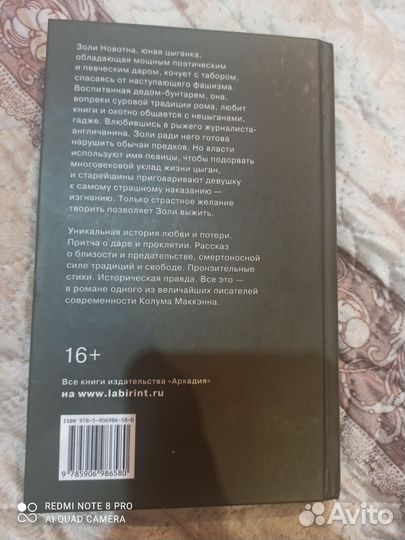 Золи Новотна, юная цыганка,
обладающая мощным поэтическим
и певческим даром, кочует с табором,
спасаясь от наступающего фашизма.
Воспитанная дедом-бунтарем, она,
вопреки суровой традиции рома, любит
книги и охотно общается с нецыганами,
гадже. Влюбившись в рыжего журналиста-
англичанина, Золи ради него готова
нарушить обычаи предков. Но власти
используют имя певицы, чтобы подорвать
многовековой уклад жизни цыган,
и старейшины приговаривают девушку
к самому страшному наказанию —
изгнанию. Только страстное желание
творить позволяет Золи выжить.
Уникальная история любви и потери.
Притча о даре и проклятии. Рассказ
о близости и предательстве, смертоносной
силе традиций и свободе. Пронзительные
стихи. Историческая правда. Все это —
в романе одного из величайших писателей
современности Колума Маккэнна.
16+
Все книги издательства «Аркадия»
на www.labirint.ru
ISBN 978-5-906986-58-0
9 785906 986580
REDMI NOTE 8 PRO
AI QUAD CAMERA
Avito